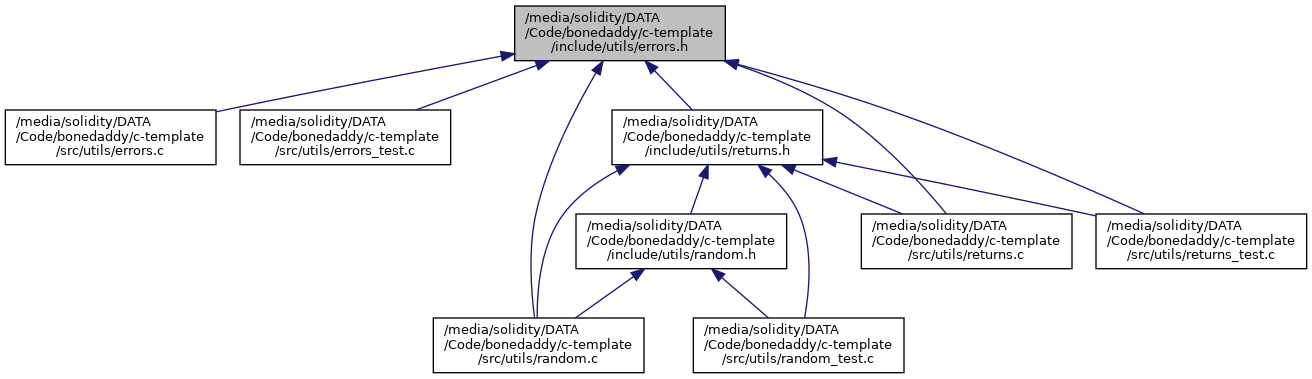 /media/solidity/DATA
/Code/bonedaddy/c-template
/include/utils/errors.h
/media/solidity/DATA
/Code/bonedaddy/c-template
/src/utils/errors.c
/media/solidity/DATA
/Code/bonedaddy/c-template
/src/utils/errors_test.c
/media/solidity/DATA
/Code/bonedaddy/c-template
/include/utils/returns.h
/media/solidity/DATA
/Code/bonedaddy/c-template
/include/utils/random.h
/media/solidity/DATA
/Code/bonedaddy/c-template
/src/utils/returns.c
/media/solidity/DATA
/Code/bonedaddy/c-template
/src/utils/returns_test.c
/media/solidity/DATA
/Code/bonedaddy/c-template
/src/utils/random.c
/media/solidity/DATA
/Code/bonedaddy/c-template
/src/utils/random_test.c